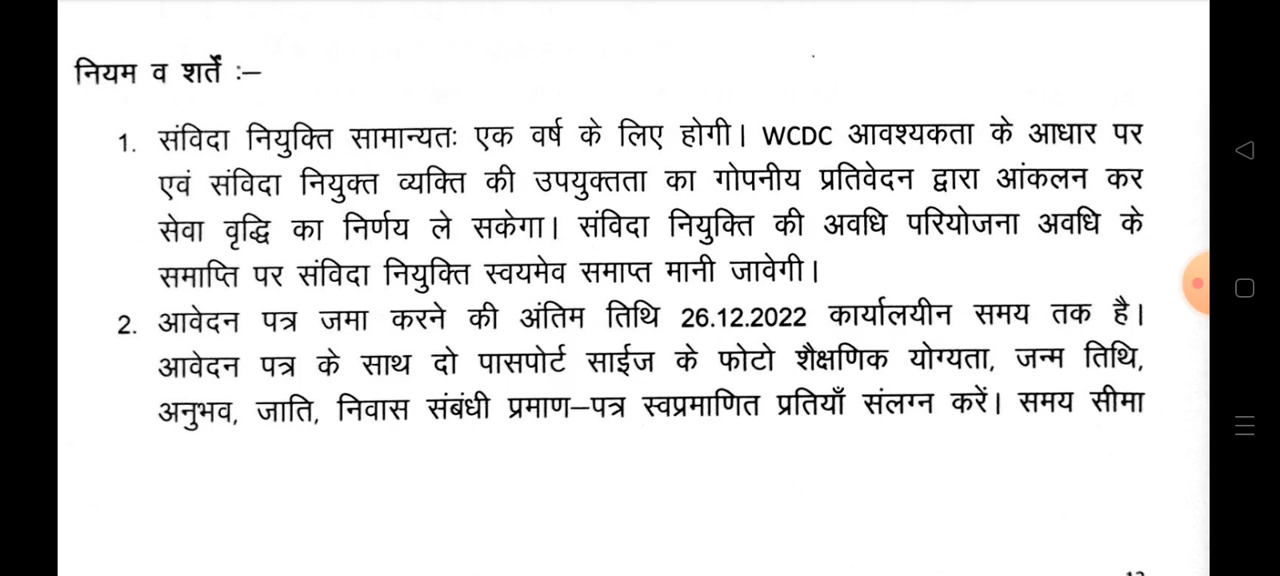 नियम व शर्तें :–
1. संविदा नियुक्ति सामान्यतः एक वर्ष के लिए होगी। WCDC आवश्यकता के आधार पर
एवं संविदा नियुक्त व्यक्ति की उपयुक्तता का गोपनीय प्रतिवेदन द्वारा आंकलन कर
सेवा वृद्धि का निर्णय ले सकेगा। संविदा नियुक्ति की अवधि परियोजना अवधि के
समाप्ति पर संविदा नियुक्ति स्वयमेव समाप्त मानी जावेगी।
2. आवेदन पत्र जमा करने की अंतिम तिथि 26.12.2022 कार्यालयीन समय तक है।
आवेदन पत्र के साथ दो पासपोर्ट साईज के फोटो शैक्षणिक योग्यता, जन्म तिथि,
अनुभव, जाति, निवास संबंधी प्रमाण–पत्र स्वप्रमाणित प्रतियाँ संलग्न करें। समय सीमा